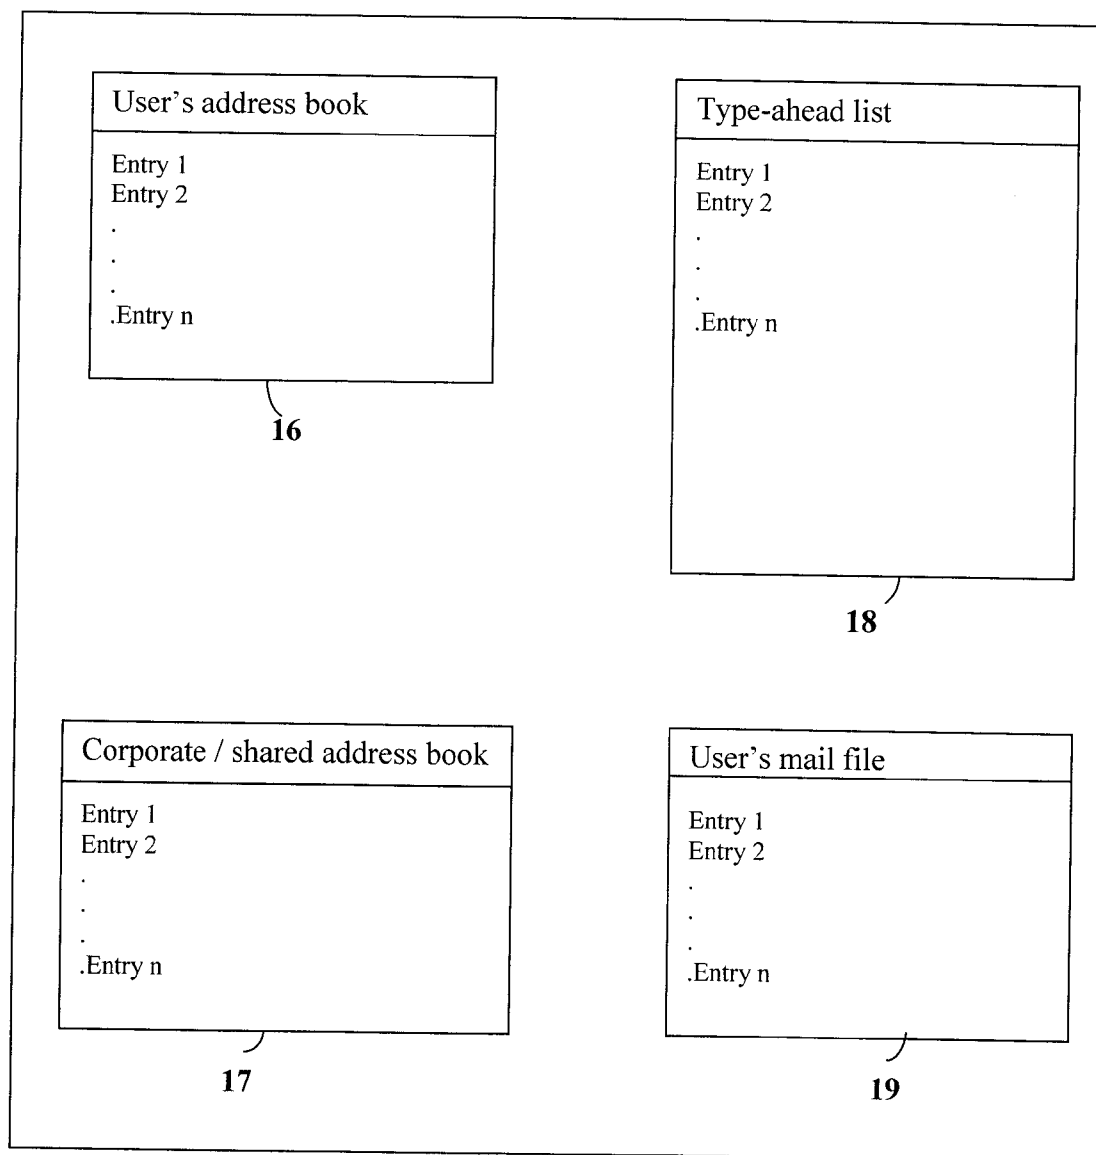 User's address book
Entry 1
Entry 2
.
.
.
.Entry n
16
Type-ahead list
Entry 1
Entry 2
.
.
.
.Entry n
18
Corporate / shared address book
Entry 1
Entry 2
.
.
.
.Entry n
17
User's mail file
Entry 1
Entry 2
.
.
.
.Entry n
19